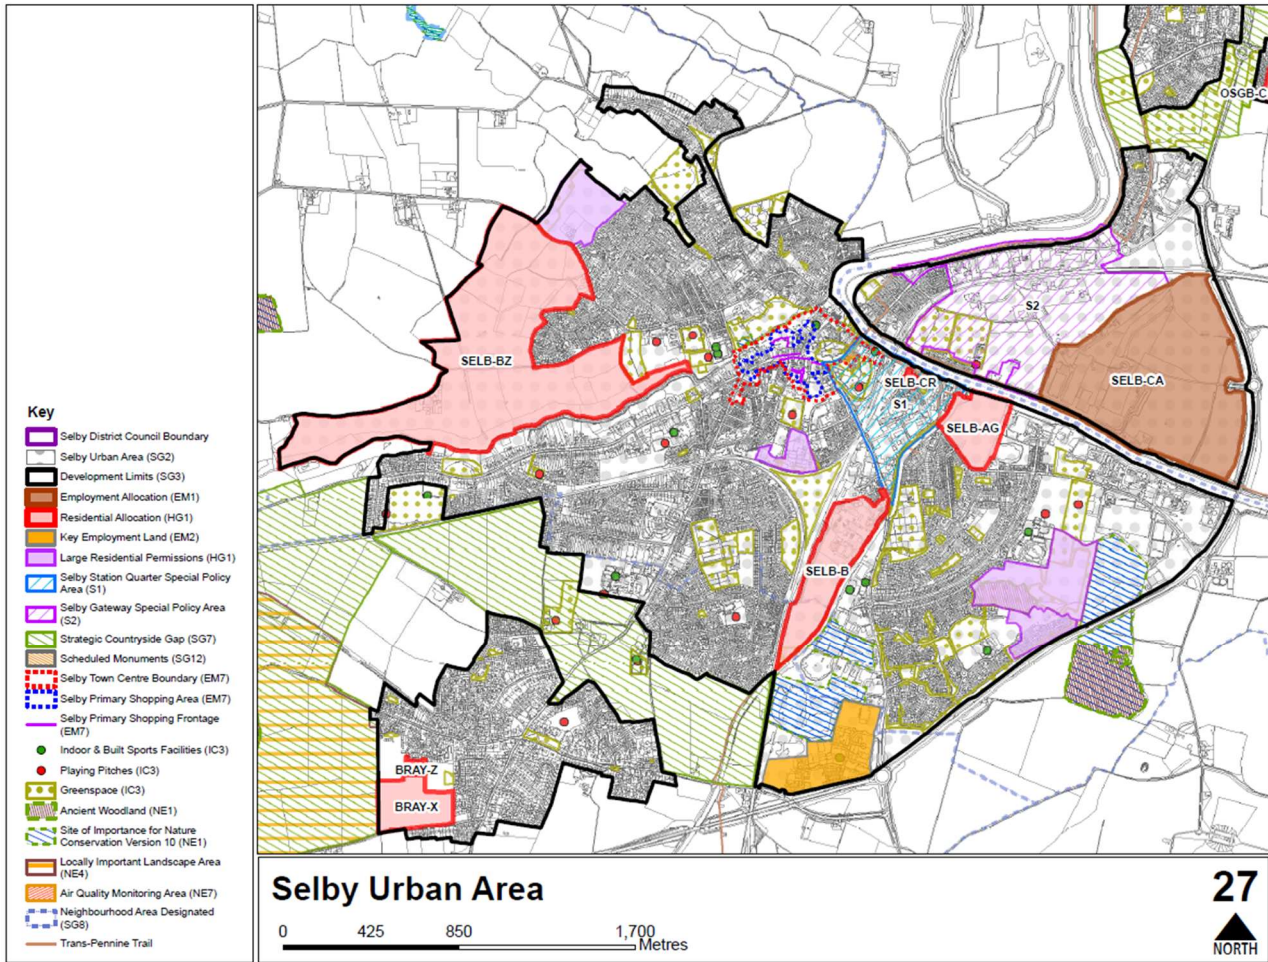 OSGB-C
S2
SELB-BZ
SELB-CA
SELB-CR
S1
SELB-AG
SELB-B
BRAY-Z
BRAY-X
Key
Selby District Council Boundary
Selby Urban Area (SG2)
Development Limits (SG3)
Employment Allocation (EM1)
Residential Allocation (HG1)
Key Employment Land (EM2)
Large Residential Permissions (HG1)
Selby Station Quarter Special Policy
Area (S1)
Selby Gateway Special Policy Area
(S2)
Strategic Countryside Gap (SG7)
Scheduled Monuments (SG12)
Selby Town Centre Boundary (EM7)
Selby Primary Shopping Area (EM7)
Selby Primary Shopping Frontage
(EM7)
Indoor & Built Sports Facilities (IC3)
Playing Pitches (IC3)
Greenspace (IC3)
Ancient Woodland (NE1)
Site of Importance for Nature
Conservation Version 10 (NE1)
Locally Important Landscape Area
(NE4)
Air Quality Monitoring Area (NE7)
Neighbourhood Area Designated
(SG8)
Trans-Pennine Trail
Selby Urban Area
27
0 425 850 1,700
Metres
NORTH